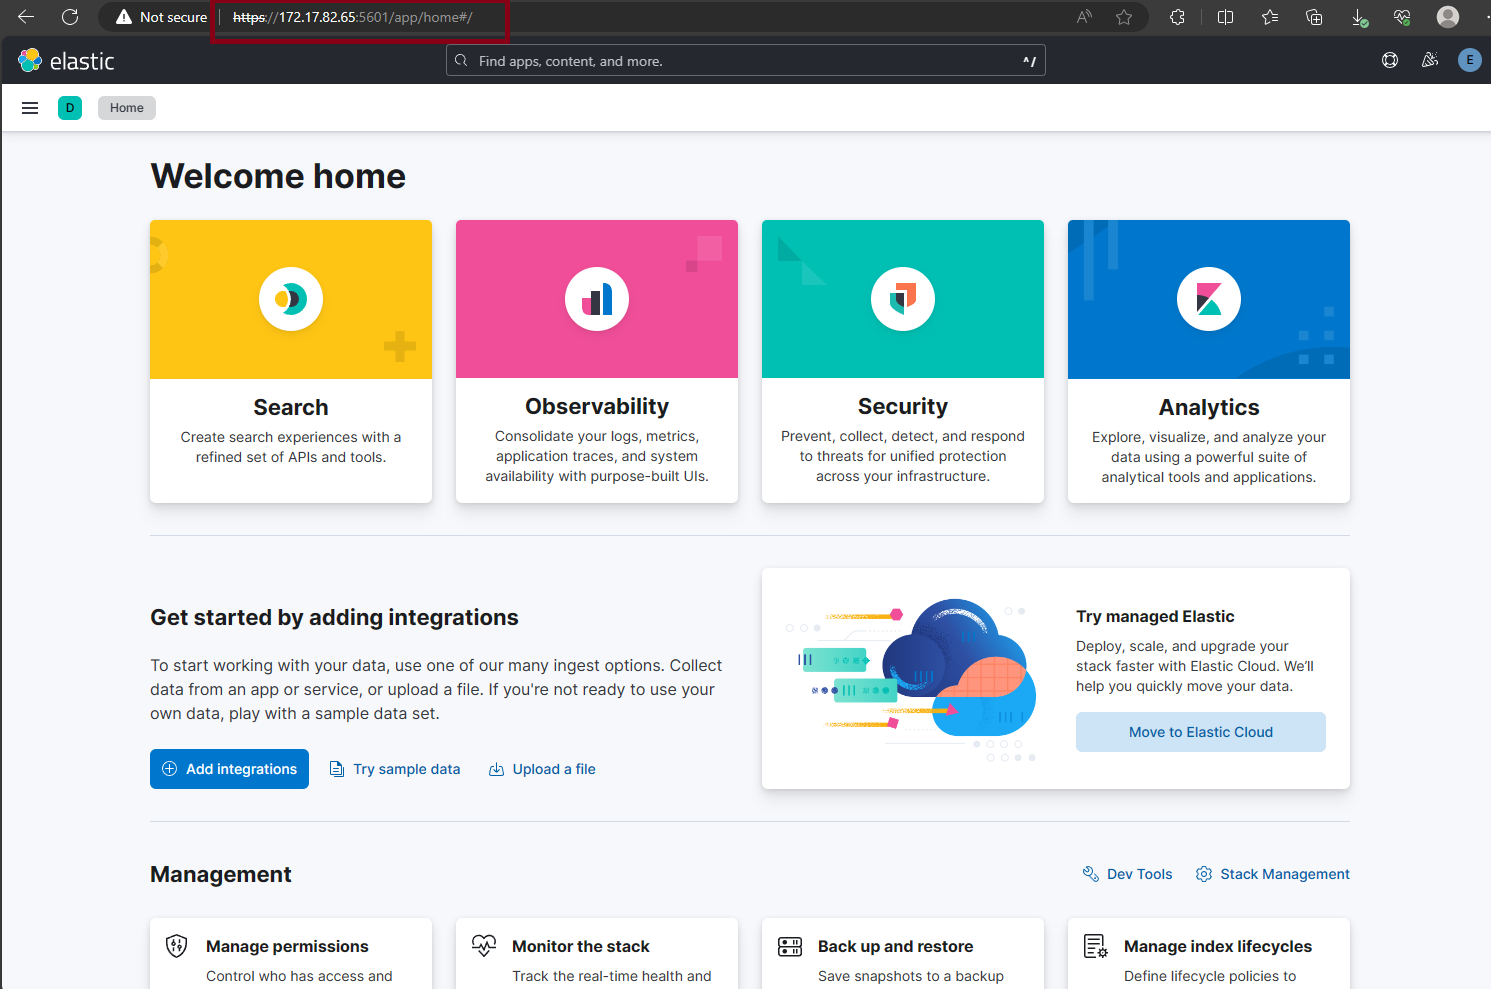 Not secure | https://172.17.82.65:5601/app/home#/
elastic
Find apps, content, and more.
^/
E
D
Home
Welcome home
Search
Create search experiences with a
refined set of APIs and tools.
Observability
Consolidate your logs, metrics,
application traces, and system
availability with purpose-built UIs.
Security
Prevent, collect, detect, and respond
to threats for unified protection
across your infrastructure.
Analytics
Explore, visualize, and analyze your
data using a powerful suite of
analytical tools and applications.
Get started by adding integrations
To start working with your data, use one of our many ingest options. Collect
data from an app or service, or upload a file. If you're not ready to use your
own data, play with a sample data set.
Add integrations
Try sample data
Upload a file
Try managed Elastic
Deploy, scale, and upgrade your
stack faster with Elastic Cloud. We’ll
help you quickly move your data.
Move to Elastic Cloud
Management
Dev Tools
Stack Management
Manage permissions
Control who has access and
Monitor the stack
Track the real-time health and
Back up and restore
Save snapshots to a backup
Manage index lifecycles
Define lifecycle policies to